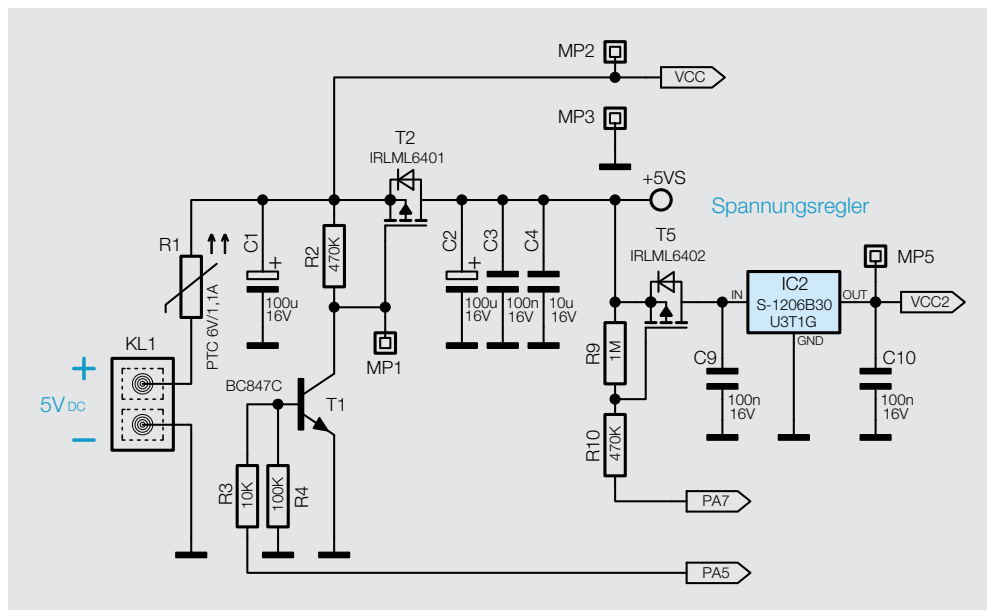 MP2
VCC
MP3
T2
IRLML6401
+5VS
Spannungsregler
R1
C1
+
100u
16V
R2
470K
C2
+
100u
16V
C3
100n
16V
C4
10u
16V
T5
IRLML6402
MP5
IN
IC2
S-1206B30
U3T1G
OUT
GND
VCC2
PTC 6V/1,1A
MP1
KL1
+
5V DC
−
BC847C
T1
R9
1M
C9
100n
16V
C10
100n
16V
R10
470K
R3
10K
100K
R4
PA7
PA5